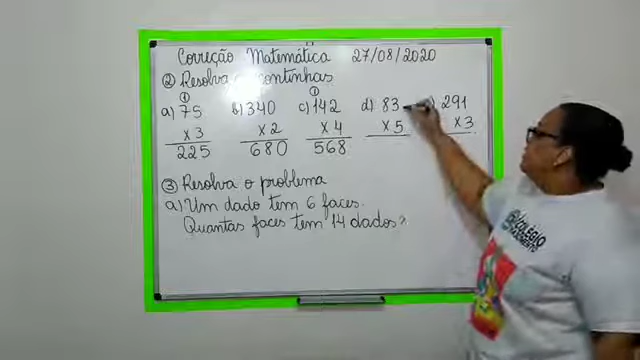 Correção Matemática 27/08/2020
② Resolva continhas
① ①
a) 75 b) 340 c) 142 d) 83 291
x 3 x 2 x 4 x 5 x 3
225 680 568
③ Resolva o problema
a) Um dado tem 6 faces.
Quantas faces tem 14 dados?
COLÉGIO